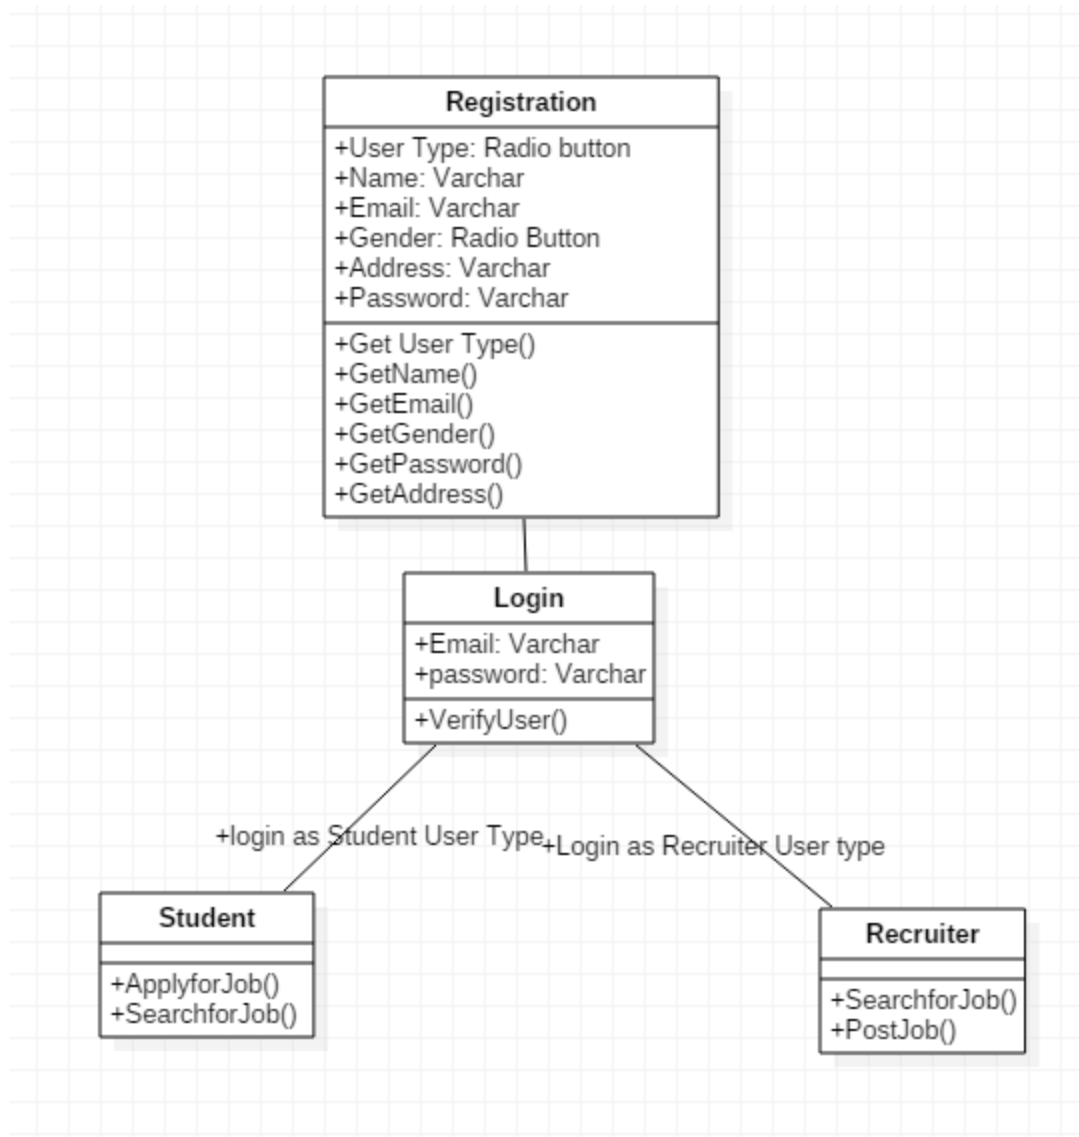 Registration
+User Type: Radio button
+Name: Varchar
+Email: Varchar
+Gender: Radio Button
+Address: Varchar
+Password: Varchar
+Get User Type()
+GetName()
+GetEmail()
+GetGender()
+GetPassword()
+GetAddress()
Login
+Email: Varchar
+password: Varchar
+VerifyUser()
+login as Student User Type
+Login as Recruiter User type
Student
+ApplyforJob()
+SearchforJob()
Recruiter
+SearchforJob()
+PostJob()